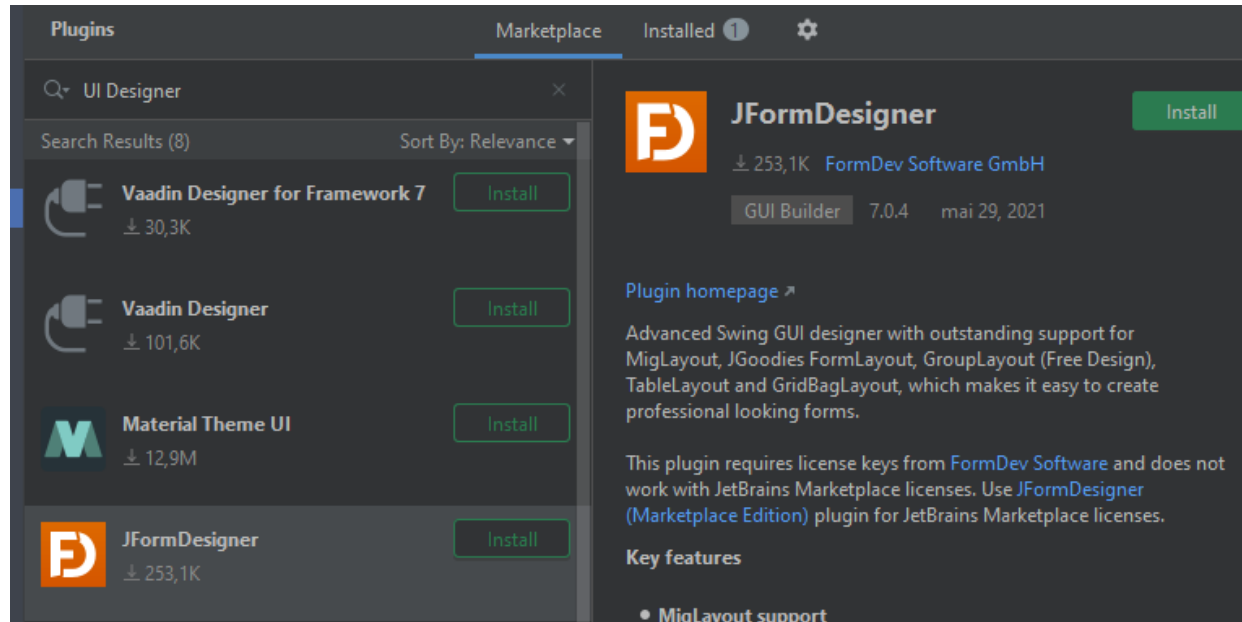 Plugins
Marketplace
Installed 1
UI Designer
Search Results (8)
Sort By: Relevance
Vaadin Designer for Framework 7
Install
30,3K
Vaadin Designer
Install
101,6K
Material Theme UI
Install
12,9M
JFormDesigner
Install
253,1K
JFormDesigner
Install
253,1K FormDev Software GmbH
GUI Builder 7.0.4 mai 29, 2021
Plugin homepage
Advanced Swing GUI designer with outstanding support for
MigLayout, JGoodies FormLayout, GroupLayout (Free Design),
TableLayout and GridBagLayout, which makes it easy to create
professional looking forms.
This plugin requires license keys from FormDev Software and does not
work with JetBrains Marketplace licenses. Use JFormDesigner
(Marketplace Edition) plugin for JetBrains Marketplace licenses.
Key features
• MigLayout support